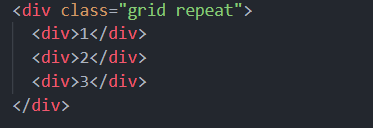 <div class="grid repeat">
  <div>1</div>
  <div>2</div>
  <div>3</div>
</div>